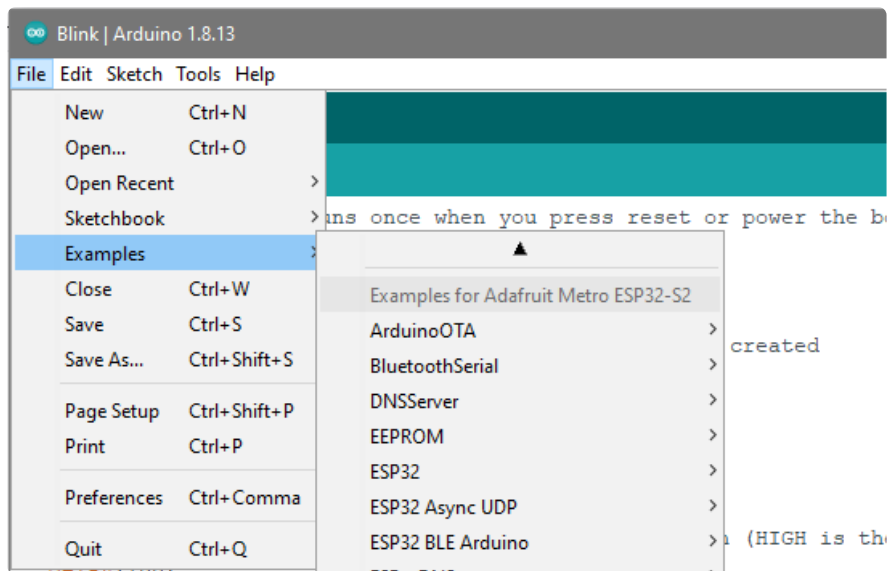 Blink | Arduino 1.8.13
File Edit Sketch Tools Help
New Ctrl+N
Open... Ctrl+O
Open Recent
Sketchbook
Examples
Close Ctrl+W
Save Ctrl+S
Save As... Ctrl+Shift+S
Page Setup Ctrl+Shift+P
Print Ctrl+P
Preferences Ctrl+Comma
Quit Ctrl+Q
once when you press reset or power the
Examples for Adafruit Metro ESP32-S2
ArduinoOTA
BluetoothSerial
DNSServer
EEPROM
ESP32
ESP32 Async UDP
ESP32 BLE Arduino
created
(HIGH is the